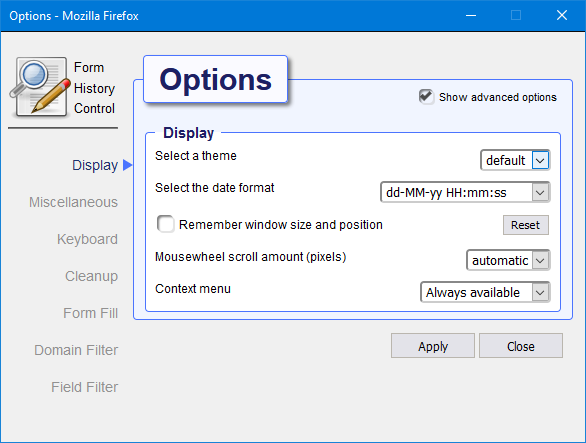 Options - Mozilla Firefox
Form
History
Control
Options
Show advanced options
Display
Miscellaneous
Keyboard
Cleanup
Form Fill
Domain Filter
Field Filter
Display
Select a theme default
Select the date format dd-MM-yy HH:mm:ss
Remember window size and position Reset
Mousewheel scroll amount (pixels) automatic
Context menu Always available
Apply Close